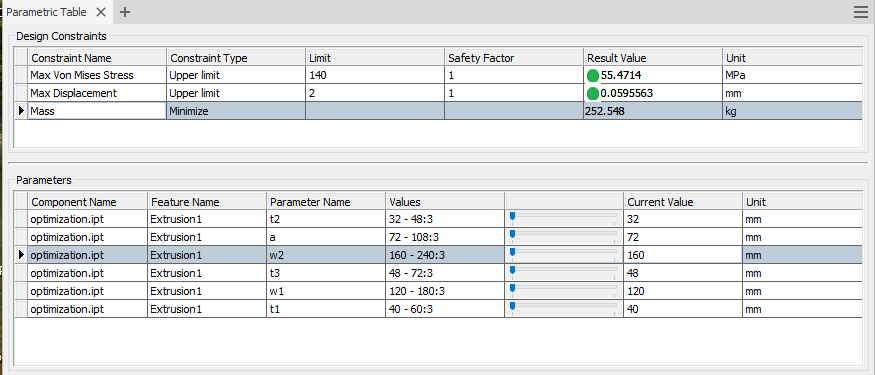 Parametric Table
Design Constraints
Constraint Name Constraint Type Limit Safety Factor Result Value Unit
Max Von Mises Stress Upper limit 140 1 55.4714 MPa
Max Displacement Upper limit 2 1 0.0595563 mm
Mass Minimize 252.548 kg
Parameters
Component Name Feature Name Parameter Name Values Current Value Unit
optimization.ipt Extrusion1 t2 32 - 48:3 32 mm
optimization.ipt Extrusion1 a 72 - 108:3 72 mm
optimization.ipt Extrusion1 w2 160 - 240:3 160 mm
optimization.ipt Extrusion1 t3 48 - 72:3 48 mm
optimization.ipt Extrusion1 w1 120 - 180:3 120 mm
optimization.ipt Extrusion1 t1 40 - 60:3 40 mm